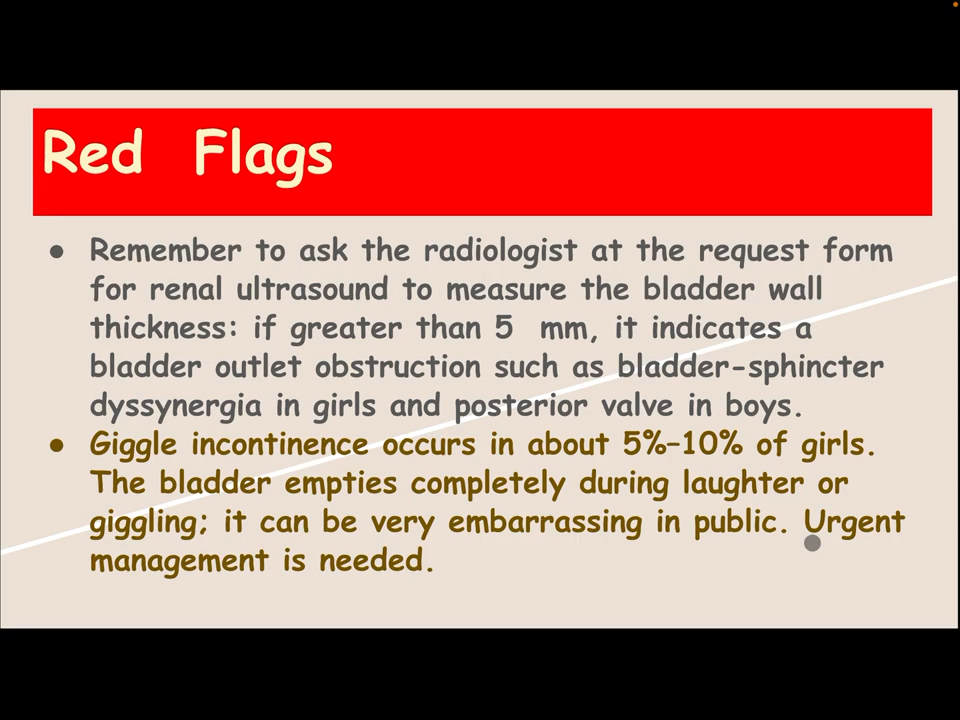 Red Flags
● Remember to ask the radiologist at the request form
for renal ultrasound to measure the bladder wall
thickness: if greater than 5 mm, it indicates a
bladder outlet obstruction such as bladder-sphincter
dyssynergia in girls and posterior valve in boys.
● Giggle incontinence occurs in about 5%–10% of girls.
The bladder empties completely during laughter or
giggling; it can be very embarrassing in public. Urgent
management is needed.